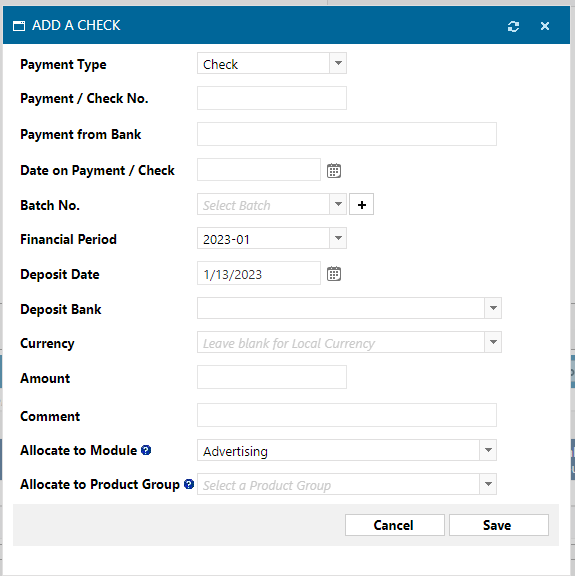 ADD A CHECK
Payment Type Check
Payment / Check No.
Payment from Bank
Date on Payment / Check
Batch No. Select Batch +
Financial Period 2023-01
Deposit Date 1/13/2023
Deposit Bank
Currency Leave blank for Local Currency
Amount
Comment
Allocate to Module ? Advertising
Allocate to Product Group ? Select a Product Group
Cancel Save